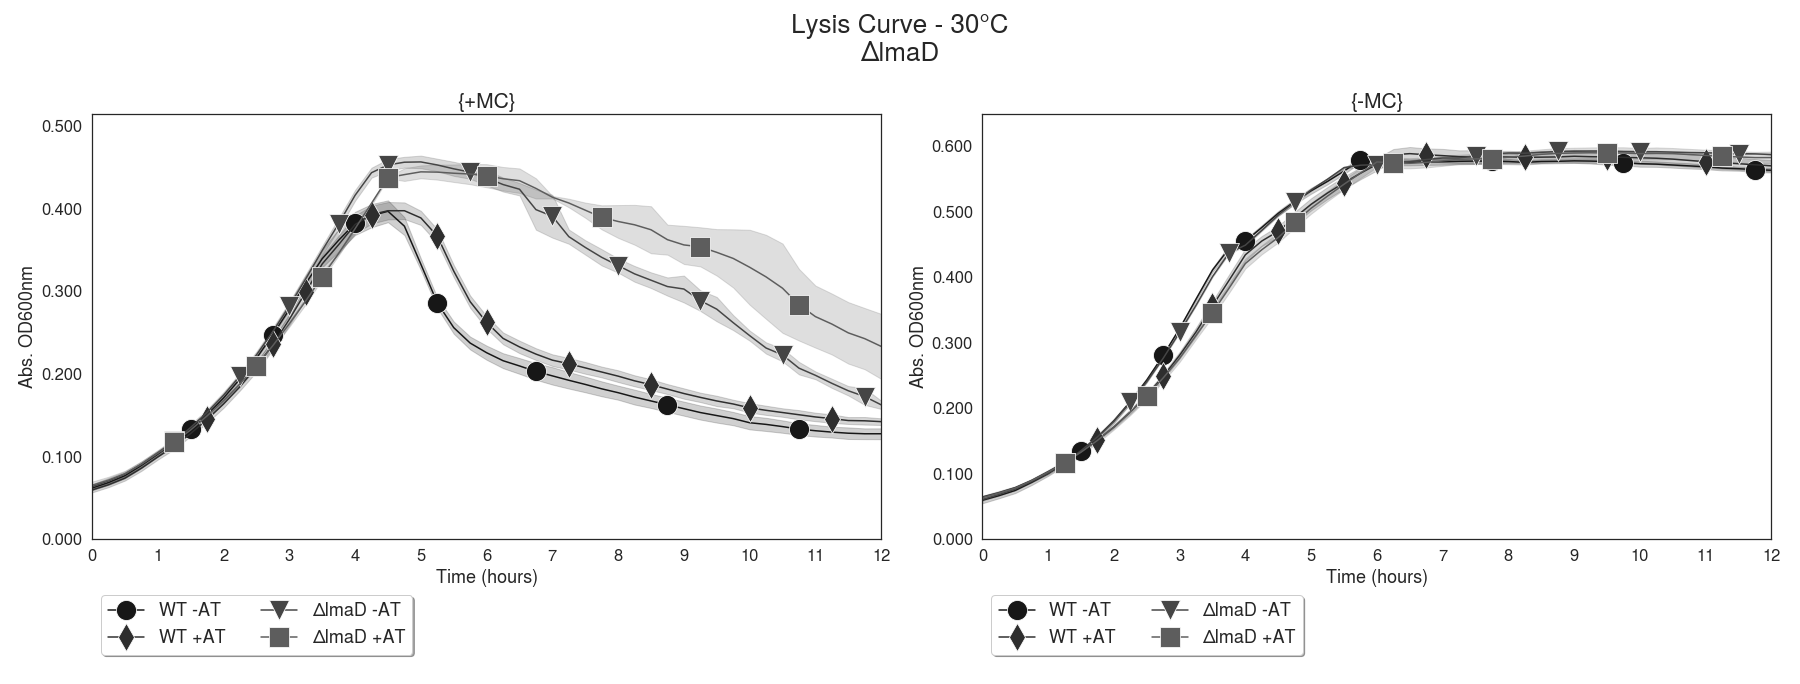 Lysis Curve - 30°C
ΔlmaD
{+MC}
0.500
0.400
0.300
0.200
0.100
0.000
Abs. OD600nm
0 1 2 3 4 5 6 7 8 9 10 11 12
Time (hours)
WT -AT
WT +AT
ΔlmaD -AT
ΔlmaD +AT
{-MC}
0.600
0.500
0.400
0.300
0.200
0.100
0.000
Abs. OD600nm
0 1 2 3 4 5 6 7 8 9 10 11 12
Time (hours)
WT -AT
WT +AT
ΔlmaD -AT
ΔlmaD +AT